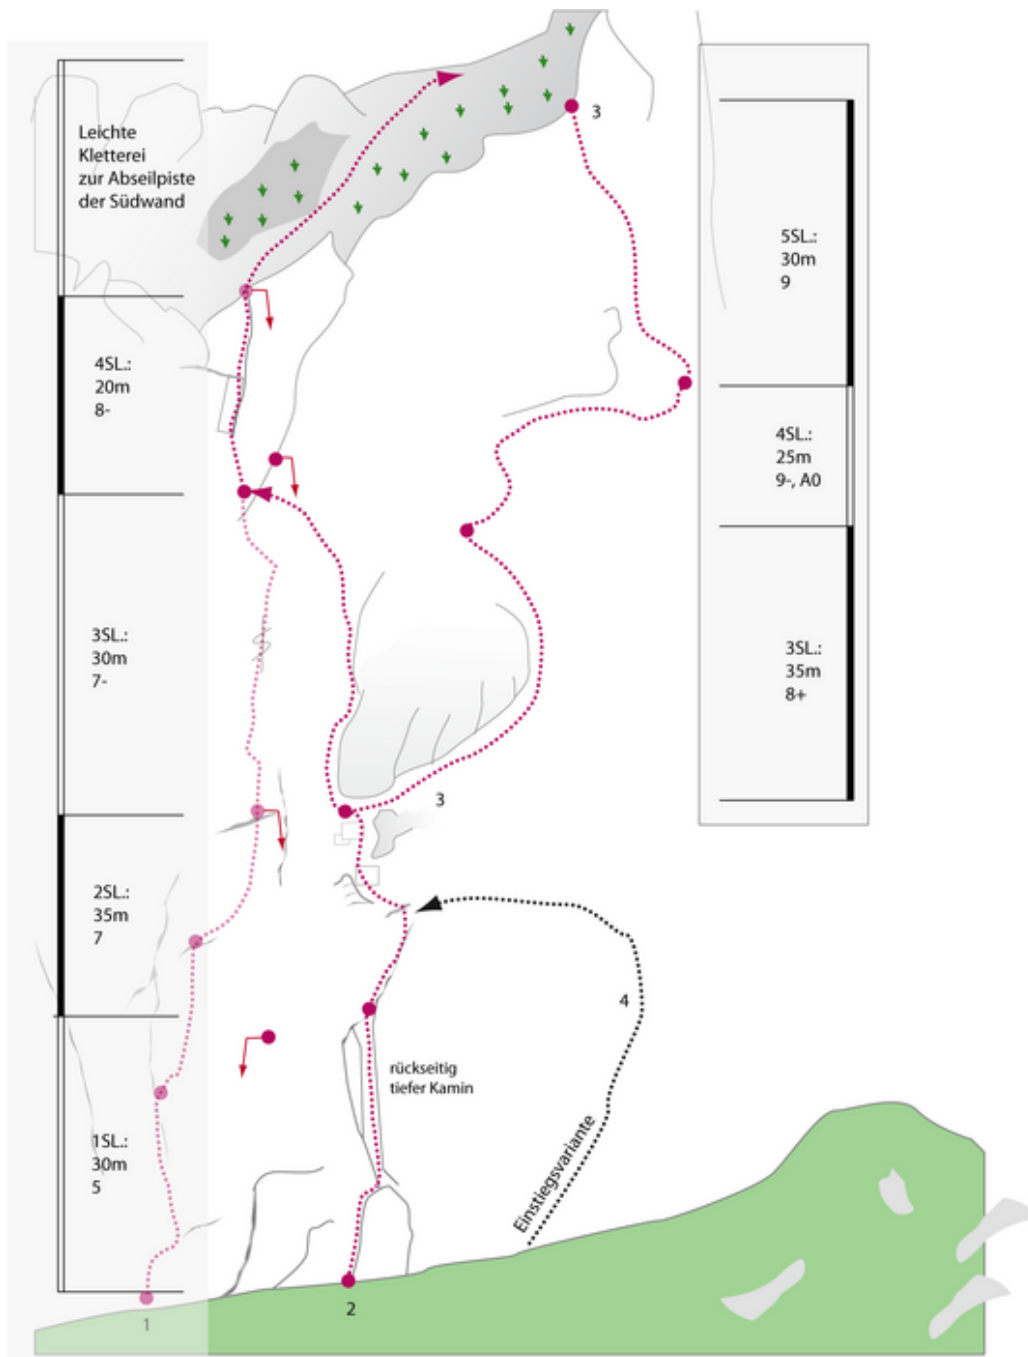 Leichte
Kletterei
zur Abseilpiste
der Südwand
4SL.:
20m
8-
3SL.:
30m
7-
2SL.:
35m
7
1SL.:
30m
5
3
5SL.:
30m
9
4SL.:
25m
9-, A0
3SL.:
35m
8+
3
4
rückseitig
tiefer Kamin
Einstiegsvariante
1
2